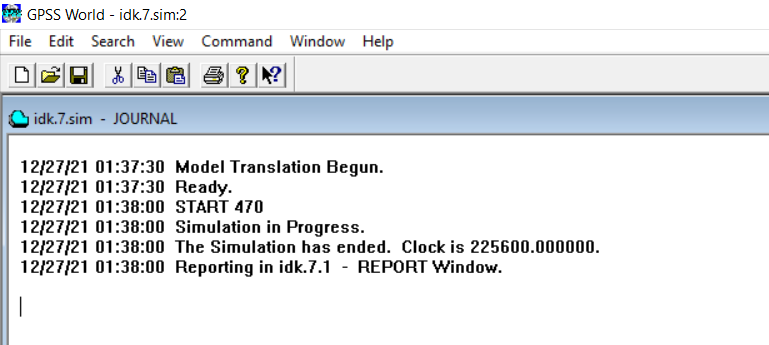 GPSS World - idk.7.sim:2
File Edit Search View Command Window Help
idk.7.sim - JOURNAL
12/27/21 01:37:30 Model Translation Begun.
12/27/21 01:37:30 Ready.
12/27/21 01:38:00 START 470
12/27/21 01:38:00 Simulation in Progress.
12/27/21 01:38:00 The Simulation has ended. Clock is 225600.000000.
12/27/21 01:38:00 Reporting in idk.7.1 - REPORT Window.